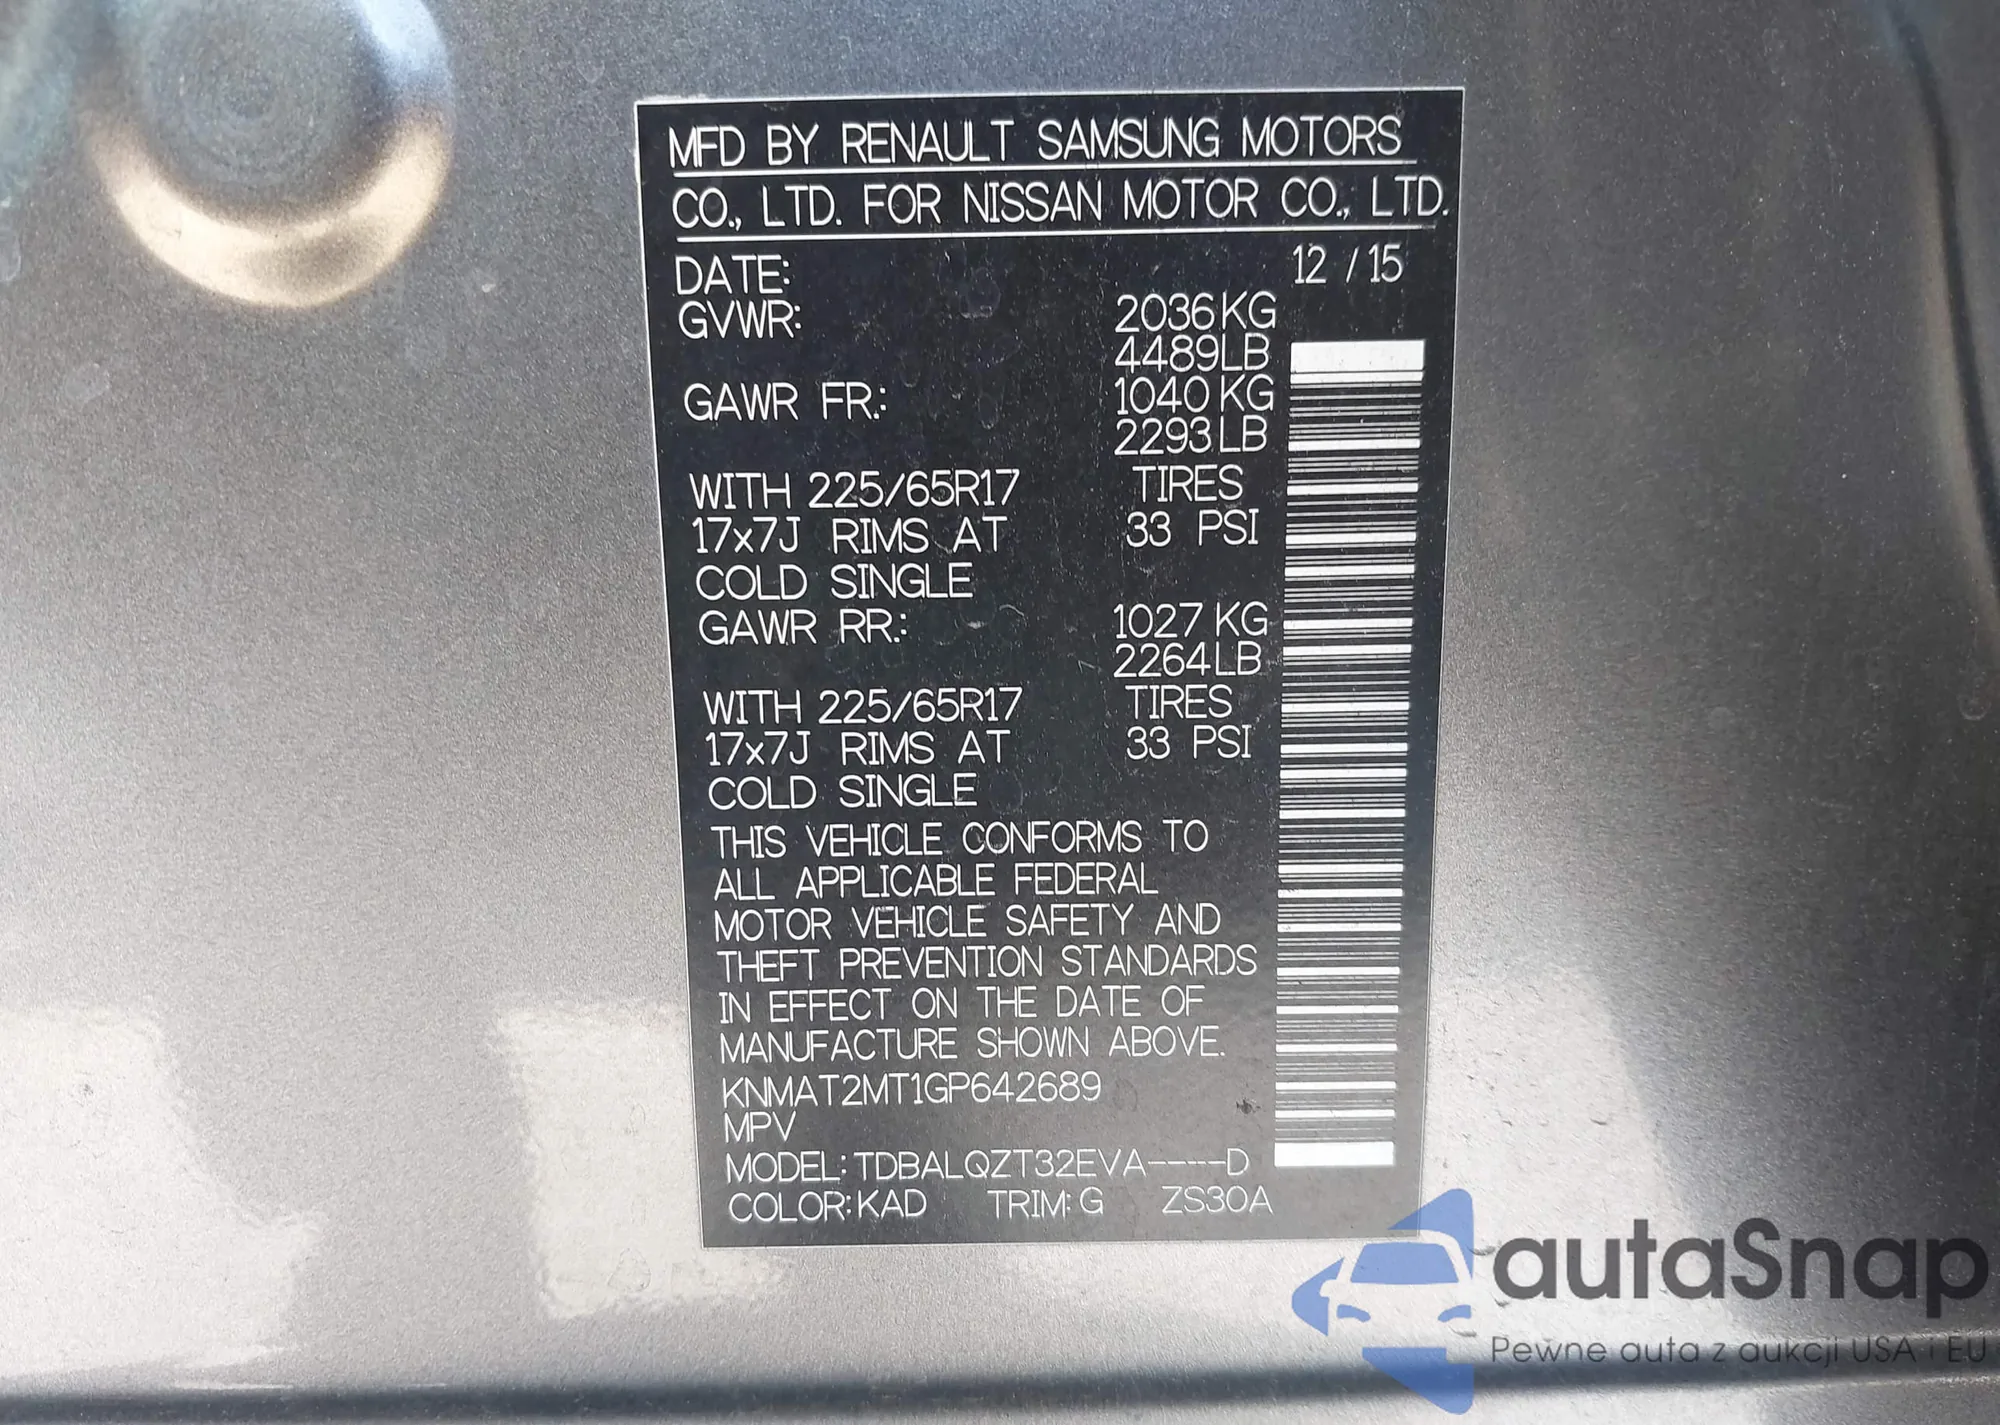 MFD BY RENAULT SAMSUNG MOTORS
CO., LTD. FOR NISSAN MOTOR CO., LTD.
DATE: 12 / 15
GVWR: 2036 KG
4489 LB
GAWR FR.: 1040 KG
2293 LB
WITH 225/65R17 TIRES
17x7J RIMS AT 33 PSI
COLD SINGLE
GAWR RR.: 1027 KG
2264 LB
WITH 225/65R17 TIRES
17x7J RIMS AT 33 PSI
COLD SINGLE
THIS VEHICLE CONFORMS TO
ALL APPLICABLE FEDERAL
MOTOR VEHICLE SAFETY AND
THEFT PREVENTION STANDARDS
IN EFFECT ON THE DATE OF
MANUFACTURE SHOWN ABOVE.
KNMAT2MT1GP642689
MPV
MODEL: TDBALQZT32EVA-----D
COLOR: KAD TRIM: G ZS30A
autaSnap
Pewne auta z aukcji USA i EU